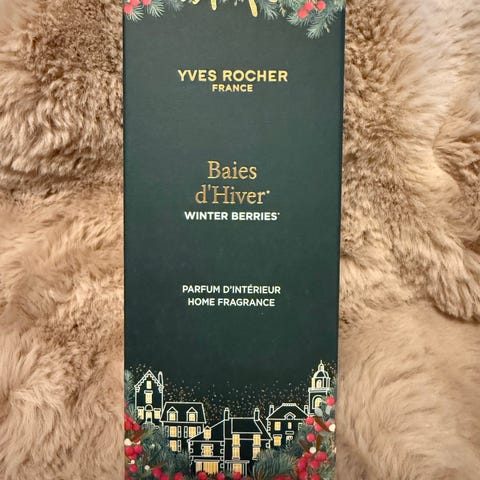 YVES ROCHER
FRANCE
Baies
d'Hiver*
WINTER BERRIES*
PARFUM D'INTÉRIEUR
HOME FRAGRANCE